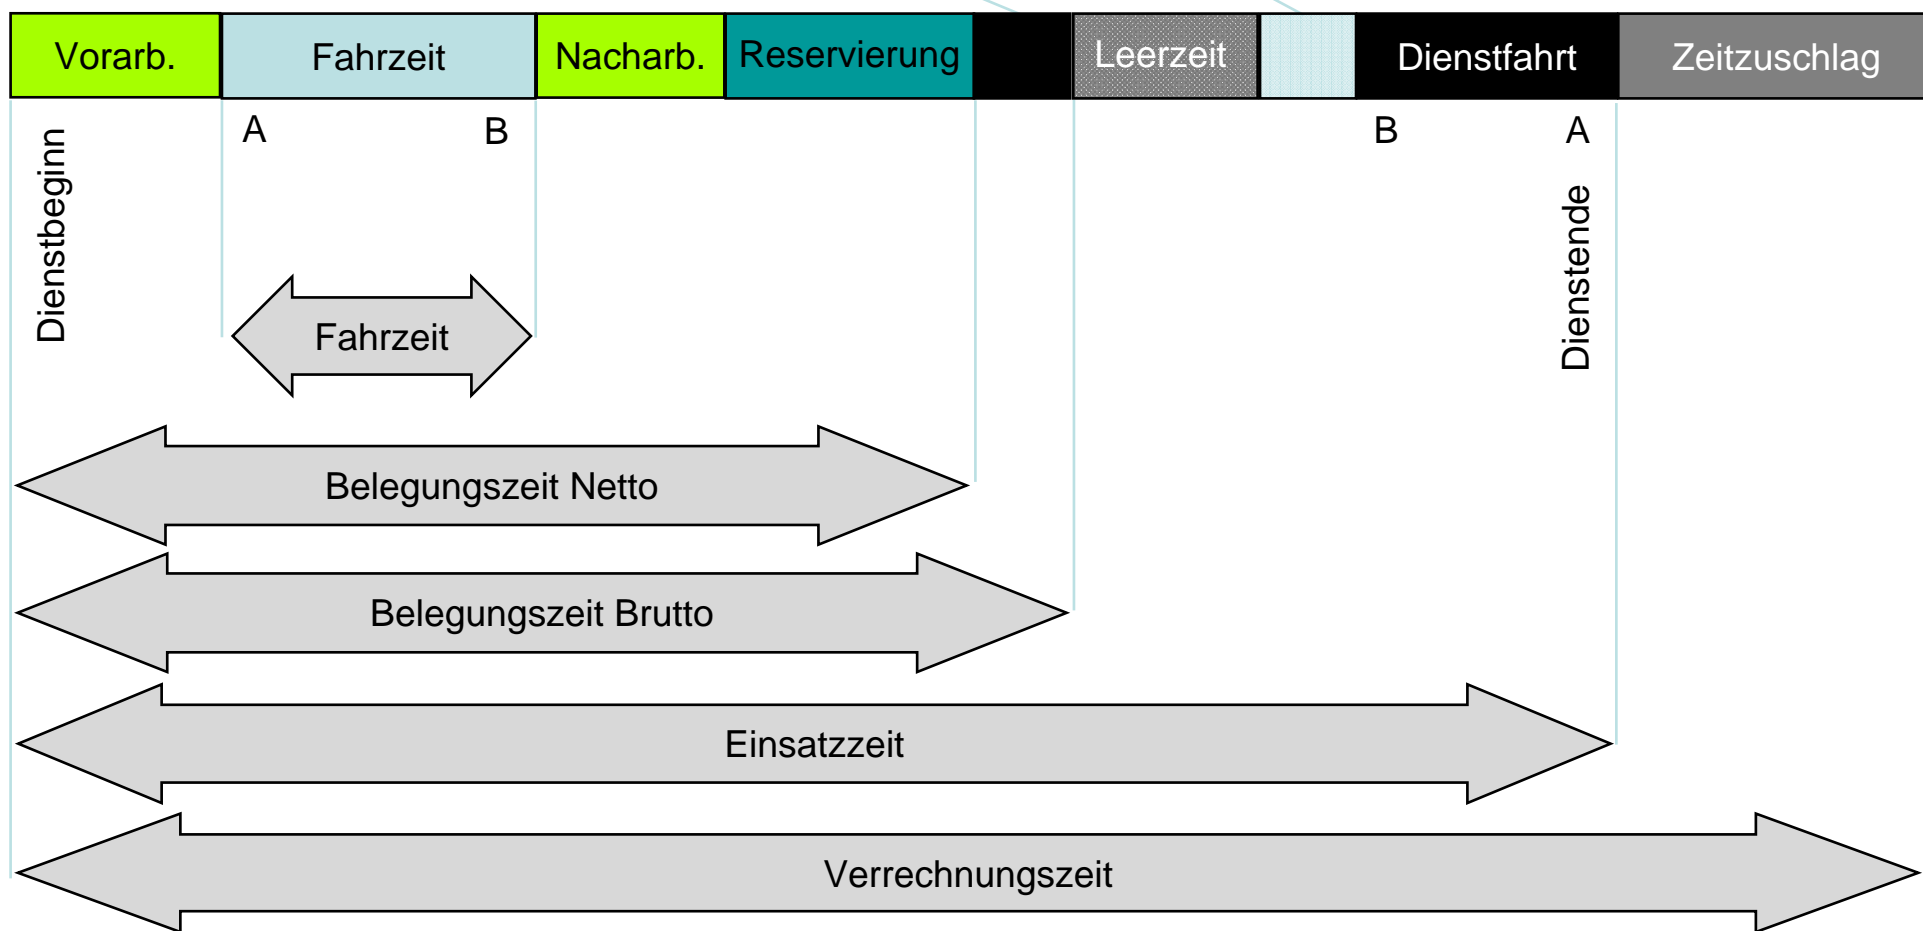 Vorarb. Fahrzeit Nacharb. Reservierung Leerzeit Dienstfahrt Zeitzuschlag
A B B A
Dienstbeginn
Dienstende
Fahrzeit
Belegungszeit Netto
Belegungszeit Brutto
Einsatzzeit
Verrechnungszeit